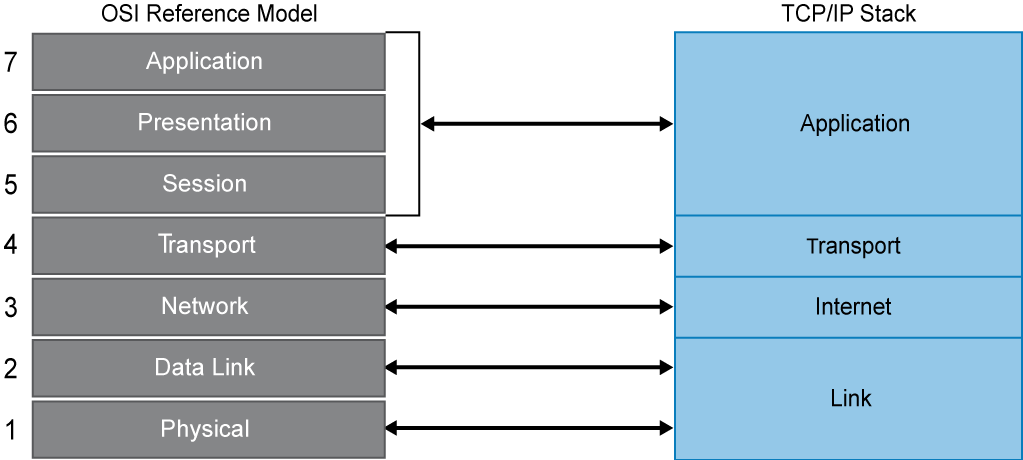 OSI Reference Model
TCP/IP Stack
7 Application
6 Presentation
5 Session
Application
4 Transport
Transport
3 Network
Internet
2 Data Link
1 Physical
Link